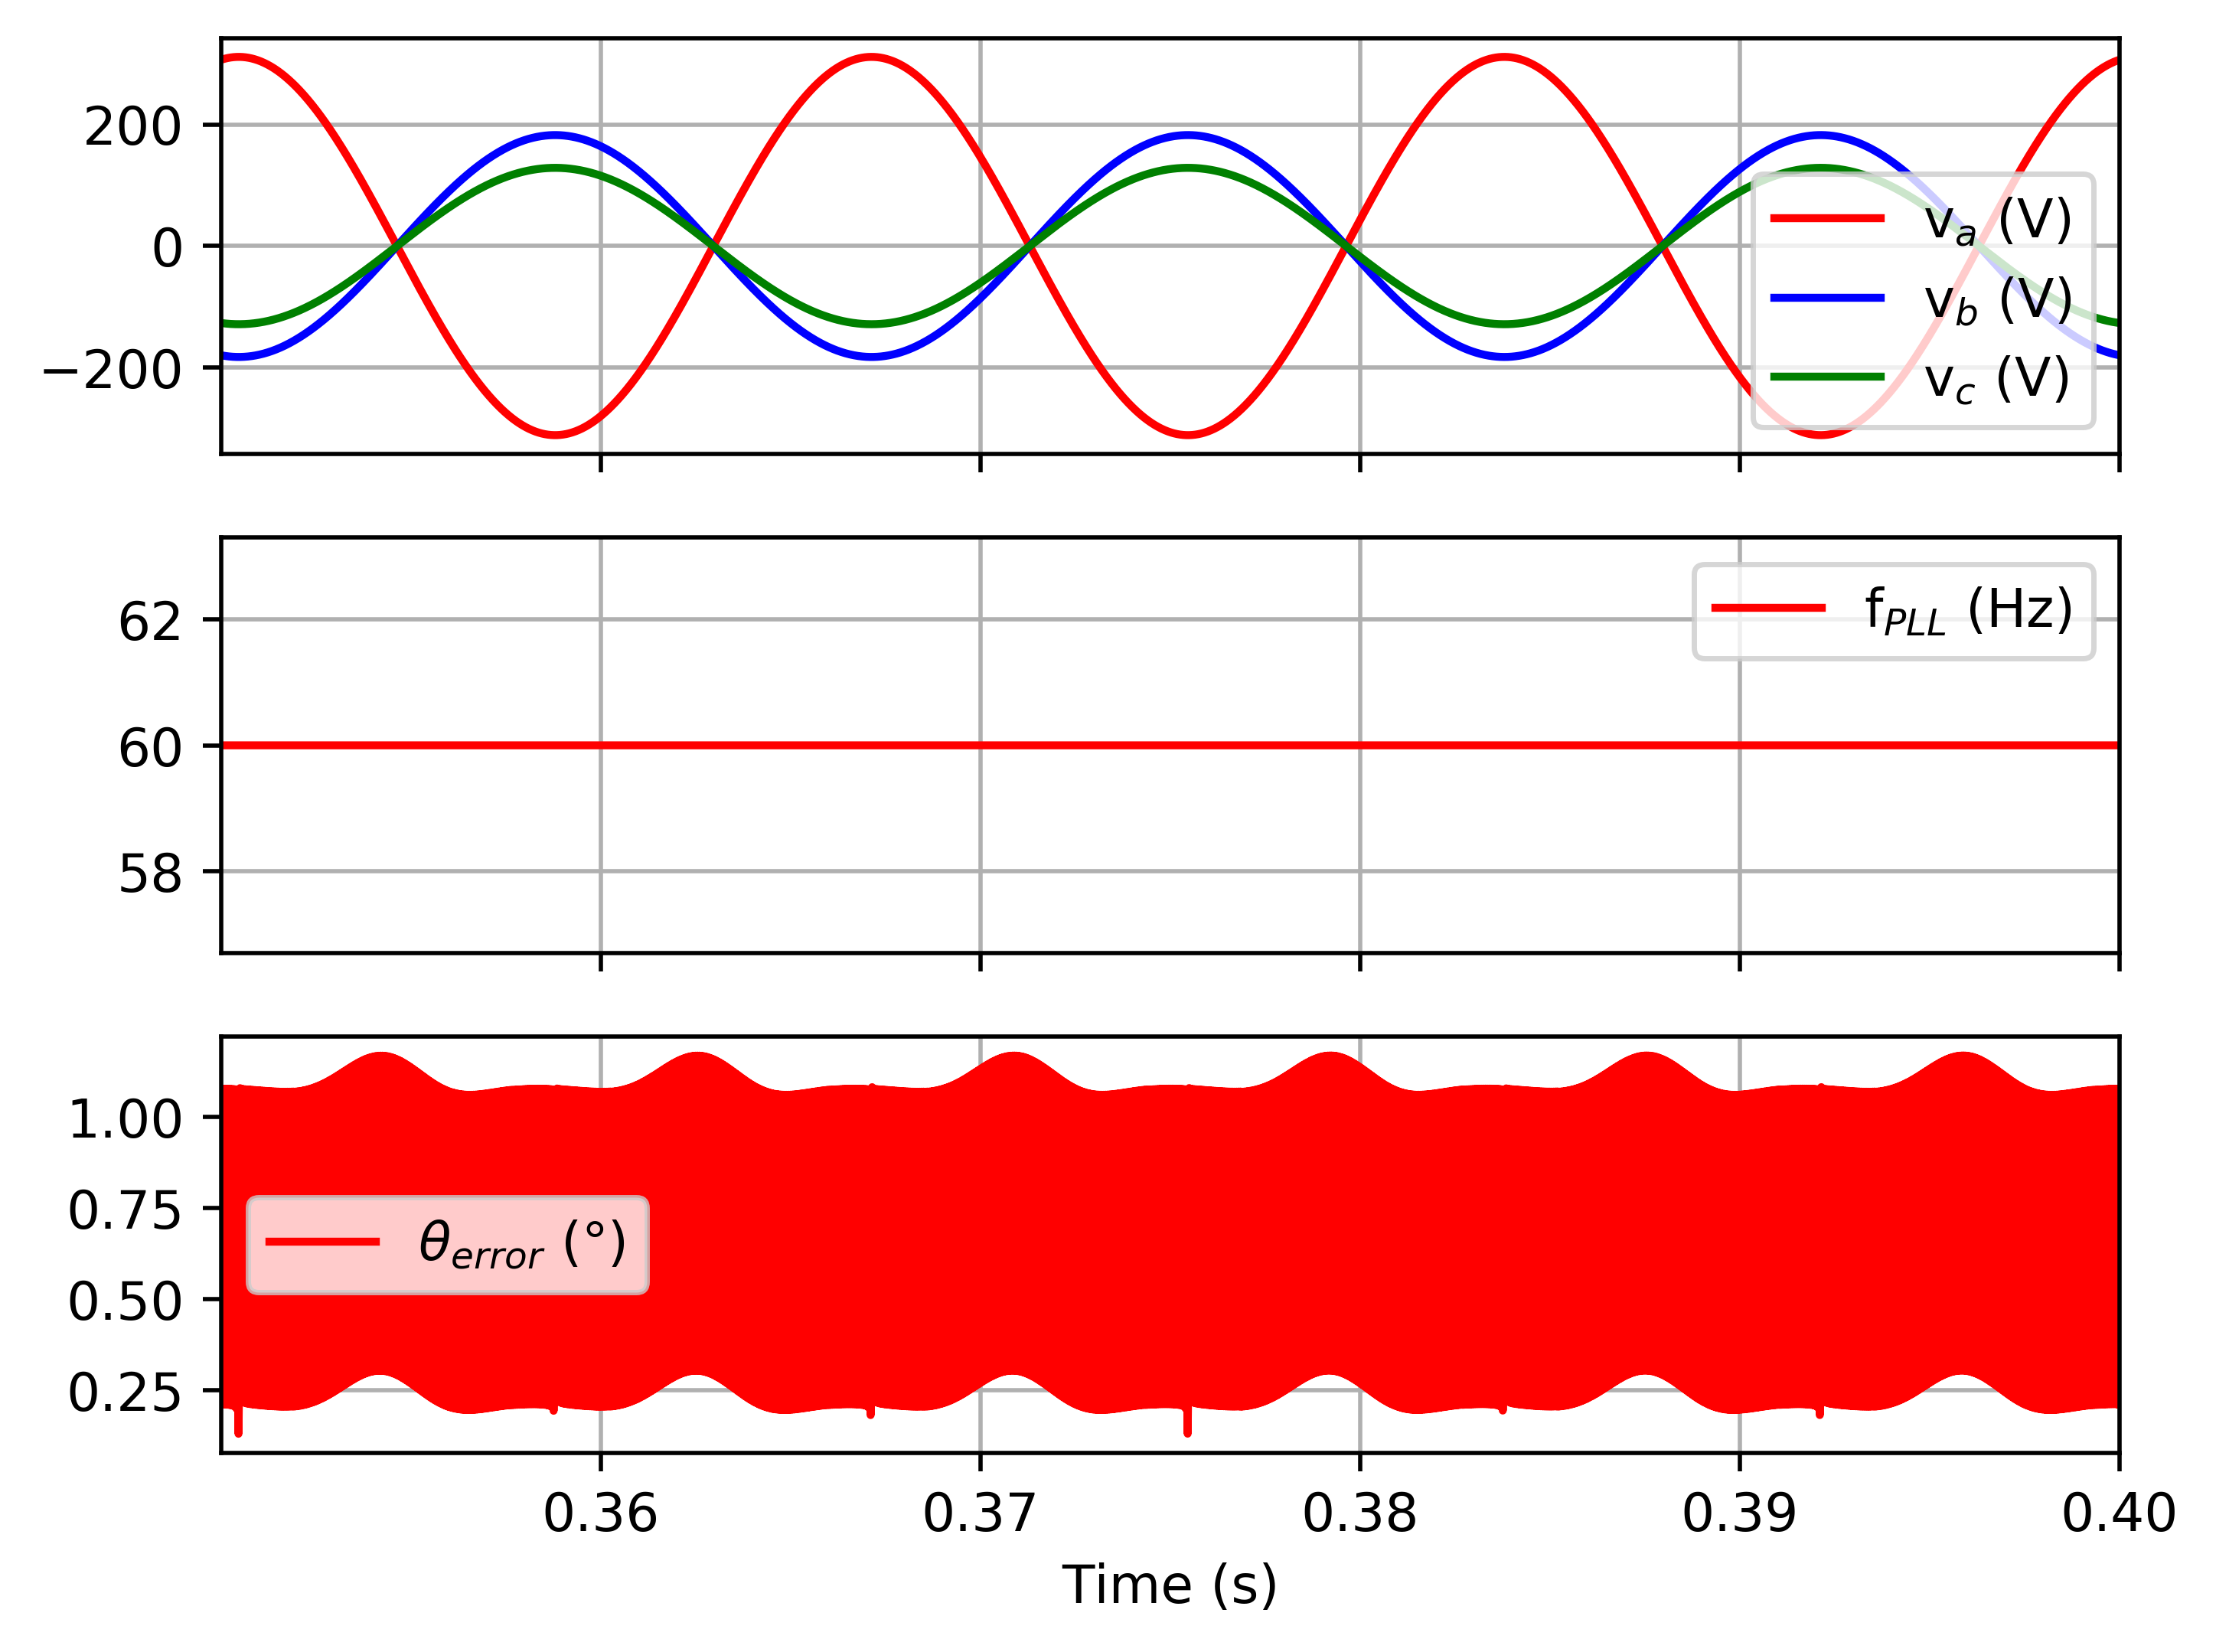 200
0
−200
v_a (V)
v_b (V)
v_c (V)
62
60
58
f_PLL (Hz)
1.00
0.75
0.50
0.25
θ_error (°)
0.36 0.37 0.38 0.39 0.40
Time (s)